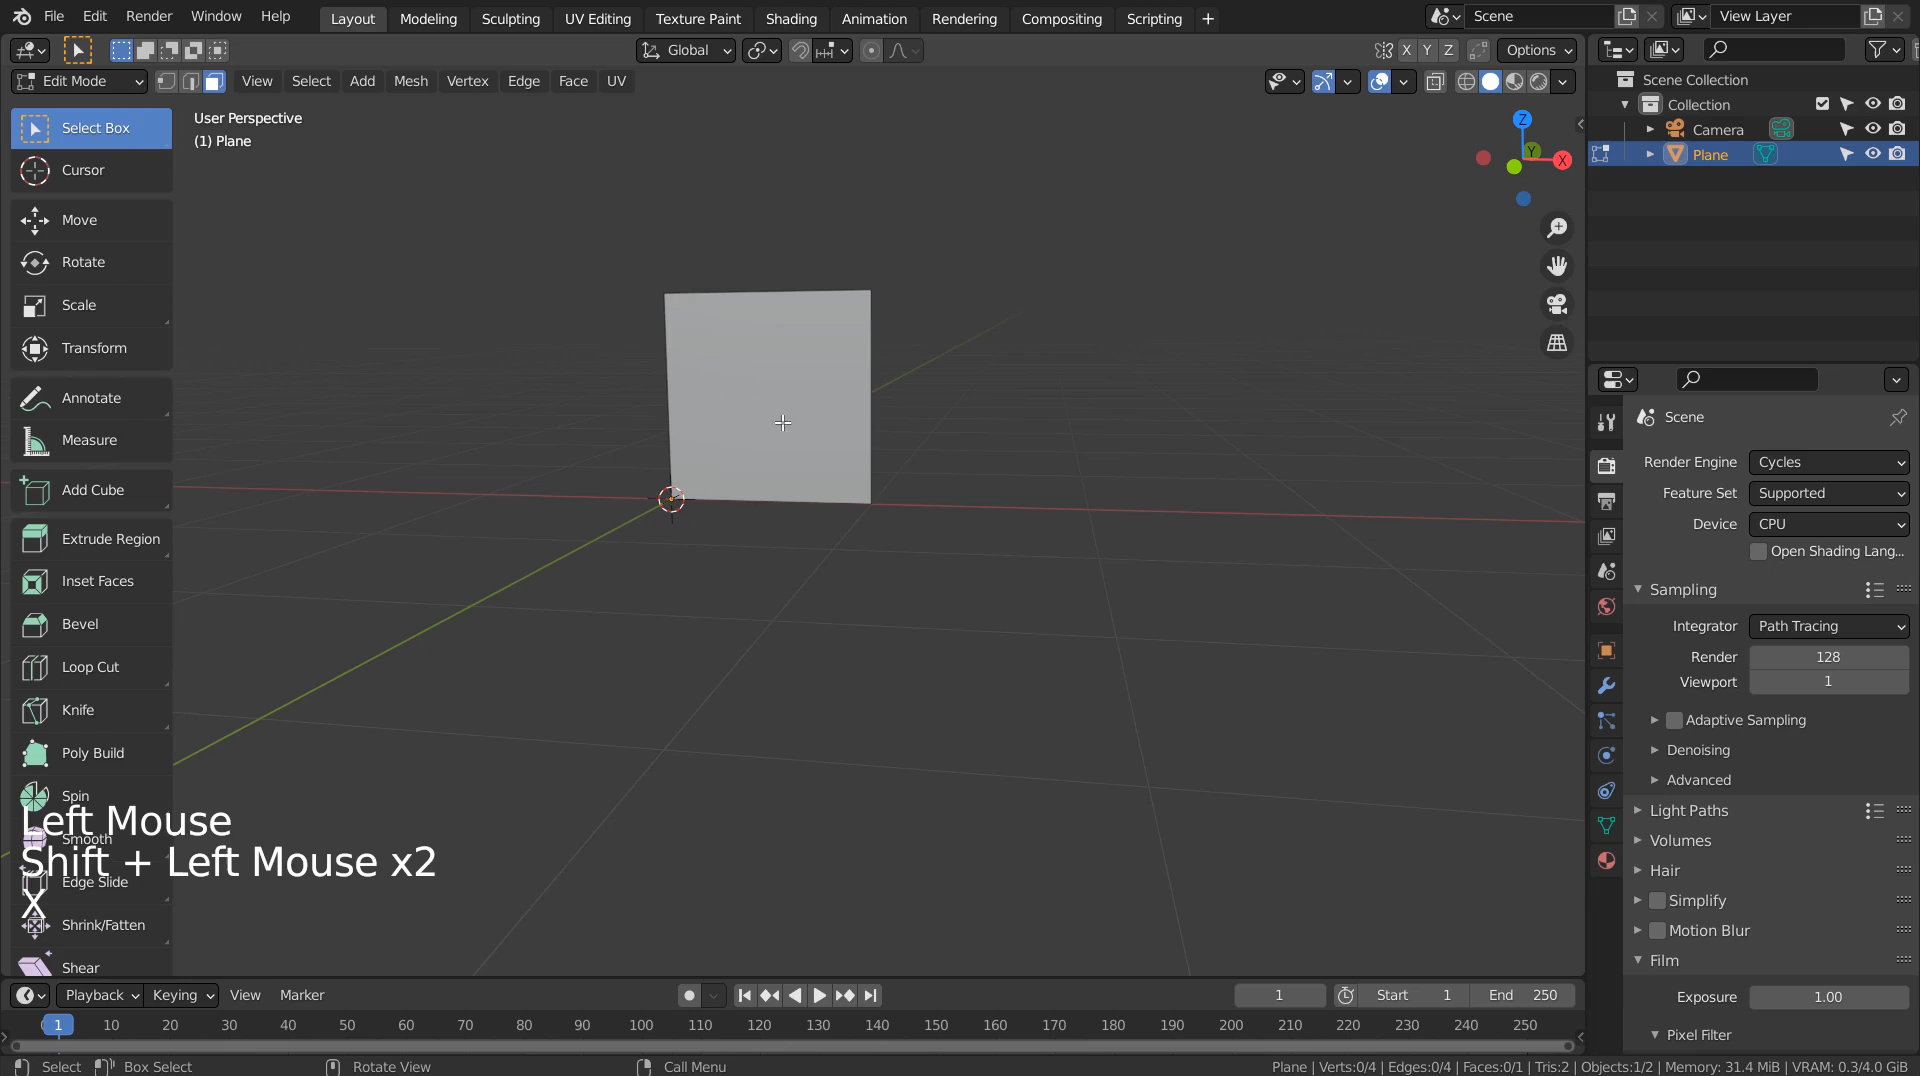 File Edit Render Window Help Layout Modeling Sculpting UV Editing Texture Paint Shading Animation Rendering Compositing Scripting + Scene View Layer
Global X Y Z Options
Edit Mode View Select Add Mesh Vertex Edge Face UV
Scene Collection
Collection
Camera
Plane
User Perspective
(1) Plane
Z
Y
X
Select Box
Cursor
Move
Rotate
Scale
Transform
Annotate
Measure
Add Cube
Extrude Region
Inset Faces
Bevel
Loop Cut
Knife
Poly Build
Spin
Smooth
Edge Slide
Shrink/Fatten
Shear
Left Mouse
Shift + Left Mouse x2
X
Scene
Render Engine Cycles
Feature Set Supported
Device CPU
Open Shading Lang...
Sampling
Integrator Path Tracing
Render 128
Viewport 1
Adaptive Sampling
Denoising
Advanced
Light Paths
Volumes
Hair
Simplify
Motion Blur
Film
Exposure 1.00
Pixel Filter
Playback Keying View Marker 1 Start 1 End 250
1 10 20 30 40 50 60 70 80 90 100 110 120 130 140 150 160 170 180 190 200 210 220 230 240 250
Select Box Select Rotate View Call Menu Plane | Verts:0/4 | Edges:0/4 | Faces:0/1 | Tris:2 | Objects:1/2 | Memory: 31.4 MiB | VRAM: 0.3/4.0 GiB